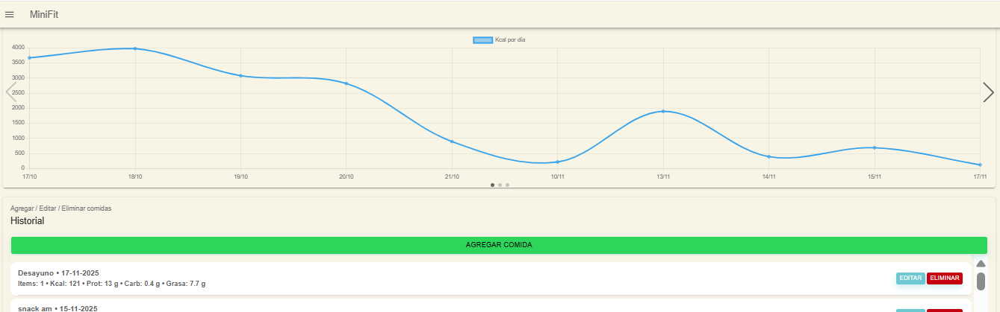 MiniFit
Kcal por día
4000
3500
3000
2500
2000
1500
1000
500
0
17/10 18/10 19/10 20/10 21/10 10/11 13/11 14/11 15/11 17/11
Agregar / Editar / Eliminar comidas
Historial
AGREGAR COMIDA
Desayuno • 17-11-2025
Items: 1 • Kcal: 121 • Prot: 13 g • Carb: 0.4 g • Grasa: 7.7 g
EDITAR ELIMINAR
snack am • 15-11-2025